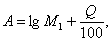 A = lg M₁ + Q/100,